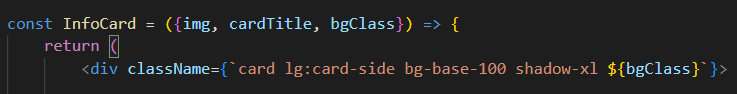 const InfoCard = ({img, cardTitle, bgClass}) => {
return (
<div className={`card lg:card-side bg-base-100 shadow-xl ${bgClass}`}>